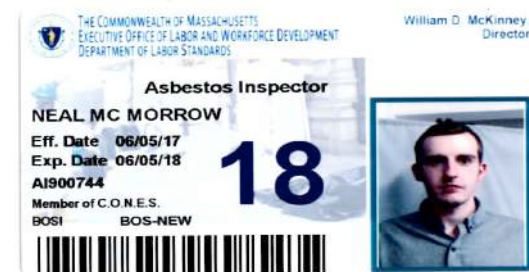 THE COMMONWEALTH OF MASSACHUSETTS
EXECUTIVE OFFICE OF LABOR AND WORKFORCE DEVELOPMENT
DEPARTMENT OF LABOR STANDARDS
William D. McKinney
Director
Asbestos Inspector
NEAL MC MORROW
Eff. Date 06/05/17
Exp. Date 06/05/18
18
AI900744
Member of C.O.N.E.S.
BOSI BOS-NEW